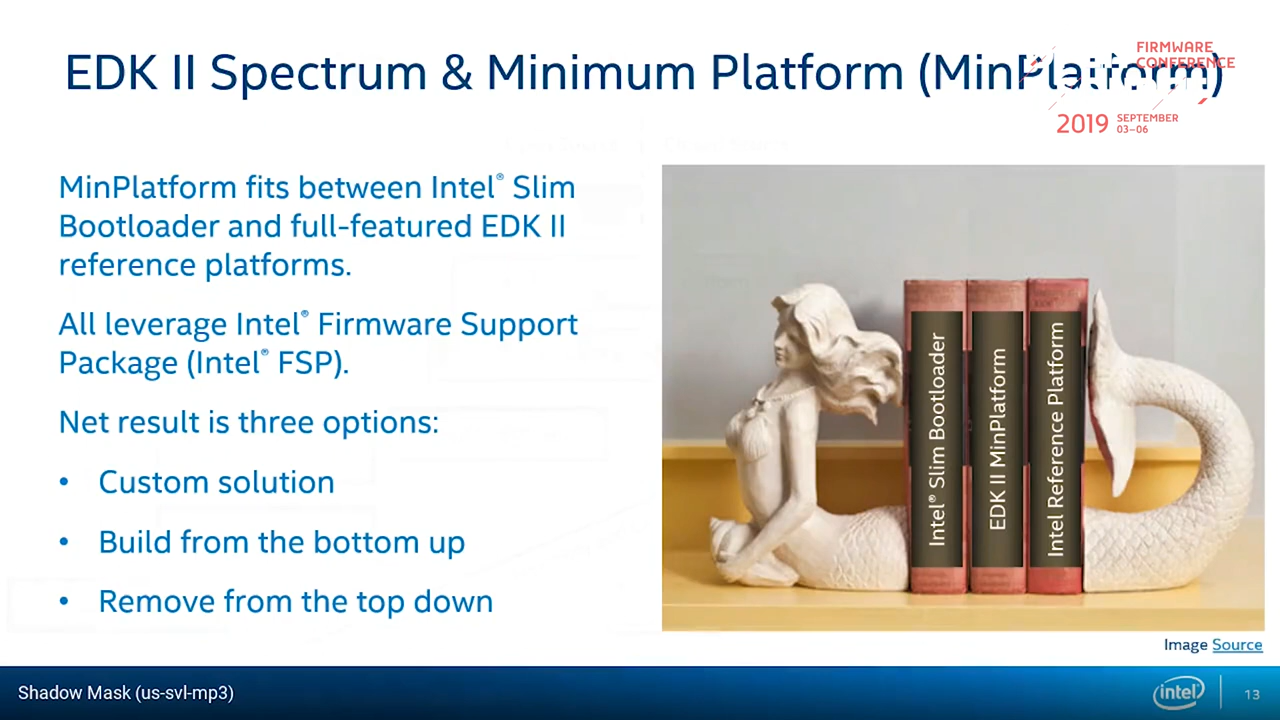 EDK II Spectrum & Minimum Platform (MinPlatform)
FIRMWARE
CONFERENCE
2019
SEPTEMBER
03–06
MinPlatform fits between Intel® Slim
Bootloader and full-featured EDK II
reference platforms.
All leverage Intel® Firmware Support
Package (Intel® FSP).
Net result is three options:
• Custom solution
• Build from the bottom up
• Remove from the top down
Intel® Slim Bootloader
EDK II MinPlatform
Intel Reference Platform
Image Source
Shadow Mask (us-svl-mp3)
intel
13